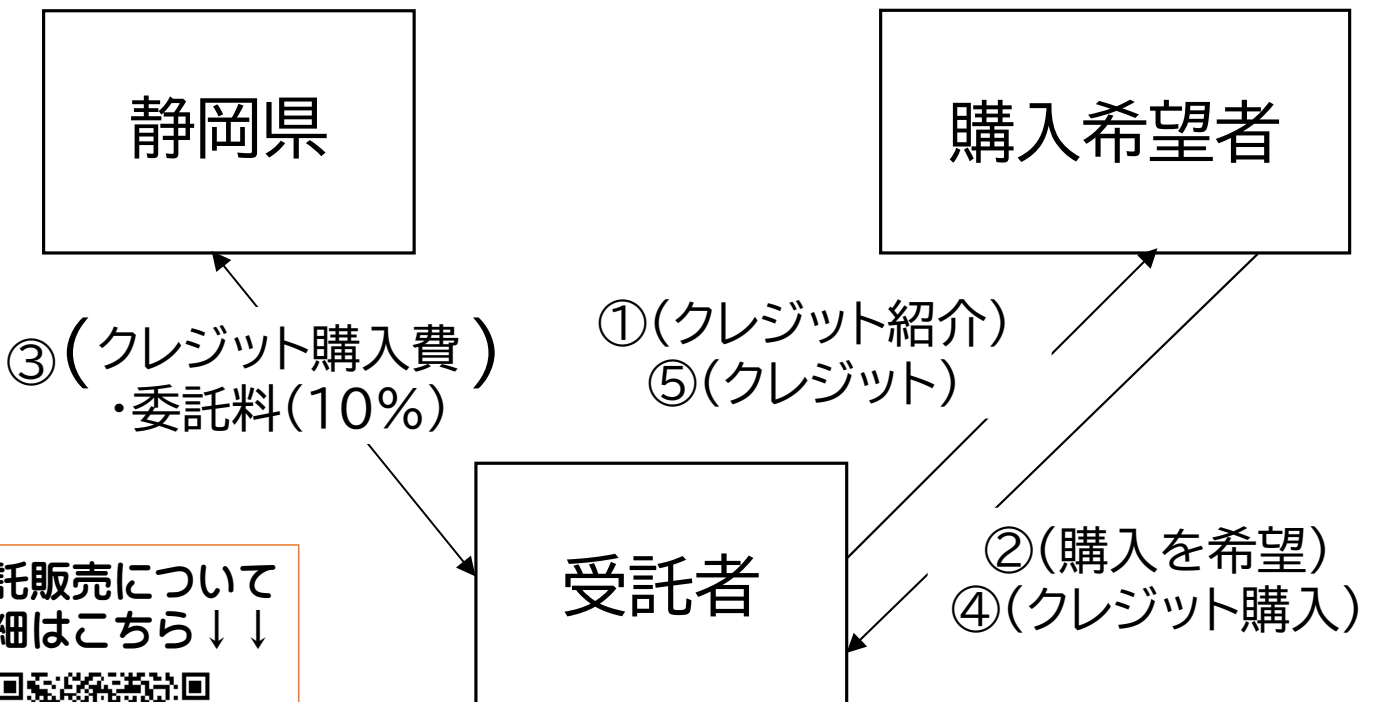 静岡県
購入希望者
①(クレジット紹介)
⑤(クレジット)
③(クレジット購入費
・委託料(10%))
②(購入を希望)
④(クレジット購入)
受託者
託販売について
細はこちら↓↓